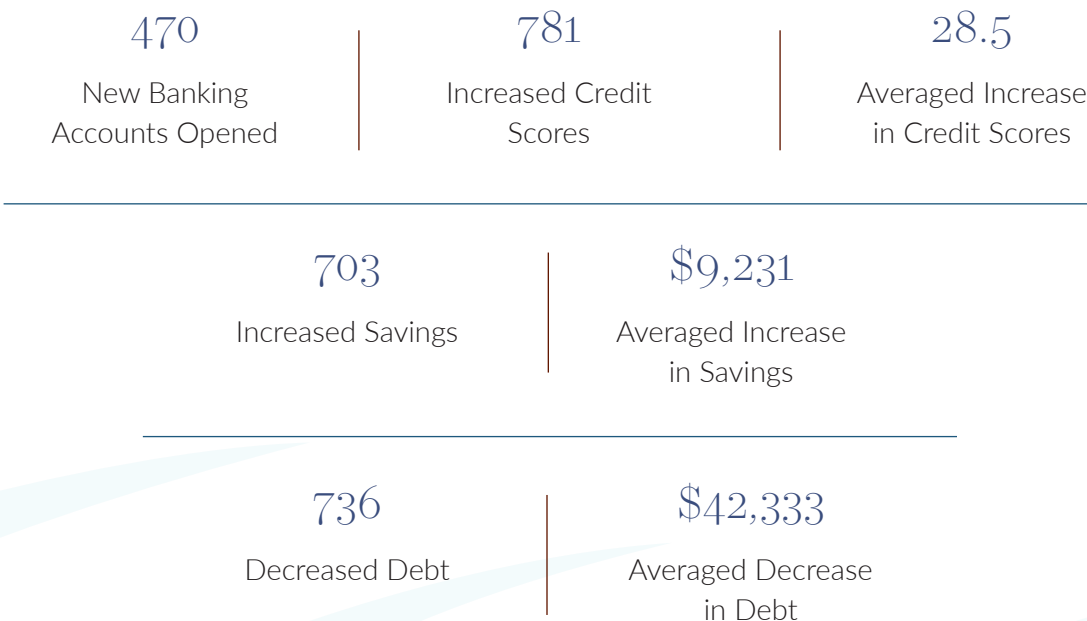 470
New Banking
Accounts Opened
781
Increased Credit
Scores
28.5
Averaged Increase
in Credit Scores
703
Increased Savings
$9,231
Averaged Increase
in Savings
736
Decreased Debt
$42,333
Averaged Decrease
in Debt